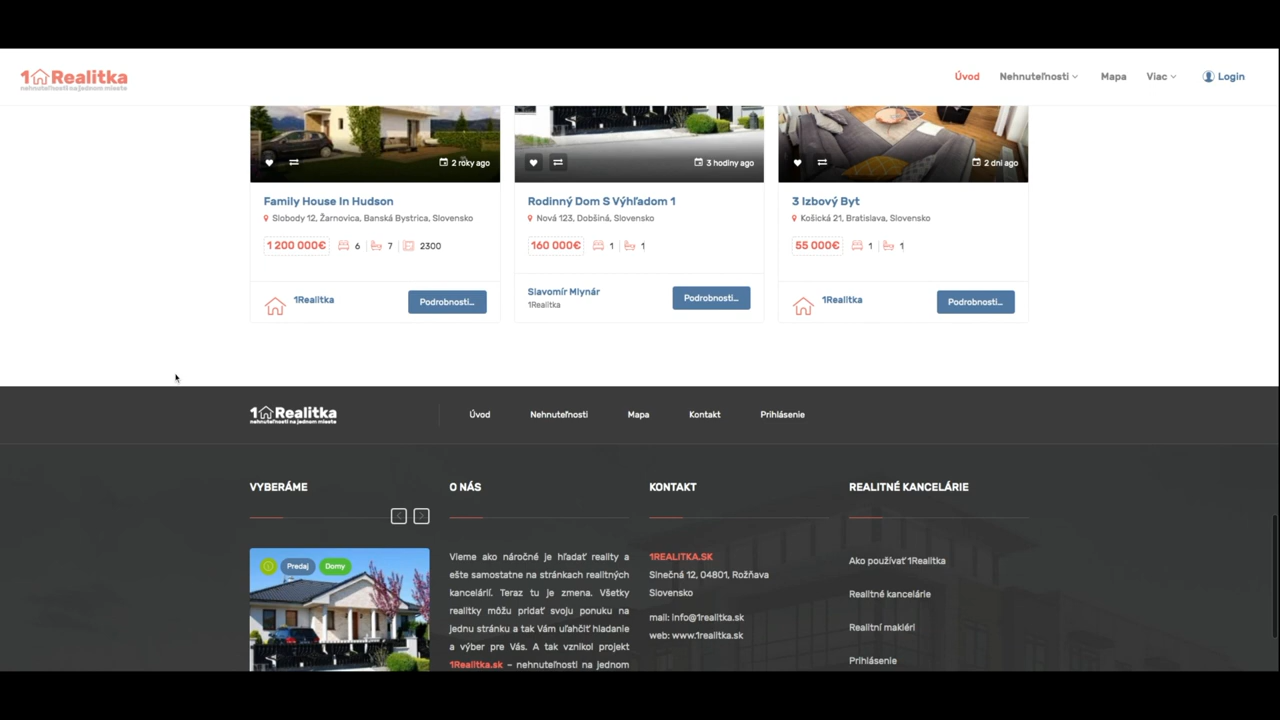 1Realitka
nehnuteľnosti na jednom mieste
Úvod
Nehnuteľnosti
Mapa
Viac
Login
2 roky ago
3 hodiny ago
2 dni ago
Family House In Hudson
Slobody 12, Žarnovica, Banská Bystrica, Slovensko
1 200 000€ 6 7 2300
1Realitka
Podrobnosti...
Rodinný Dom S Výhľadom 1
Nová 123, Dobšiná, Slovensko
160 000€ 1 1
Slavomír Mlynár
1Realitka
Podrobnosti...
3 Izbový Byt
Košická 21, Bratislava, Slovensko
55 000€ 1 1
1Realitka
Podrobnosti...
1Realitka
nehnuteľnosti na jednom mieste
Úvod
Nehnuteľnosti
Mapa
Kontakt
Prihlásenie
VYBERÁME
Predaj
Domy
O NÁS
Vieme ako náročné je hľadať reality a
ešte samostatne na stránkach realitných
kancelárií. Teraz tu je zmena. Všetky
realitky môžu pridať svoju ponuku na
jednu stránku a tak Vám uľahčiť hladanie
a výber pre Vás. A tak vznikol projekt
1Realitka.sk – nehnuteľnosti na jednom
KONTAKT
1REALITKA.SK
Slnečná 12, 04801, Rožňava
Slovensko
mail: info@1realitka.sk
web: www.1realitka.sk
REALITNÉ KANCELÁRIE
Ako používať 1Realitka
Realitné kancelárie
Realitní makléri
Prihlásenie